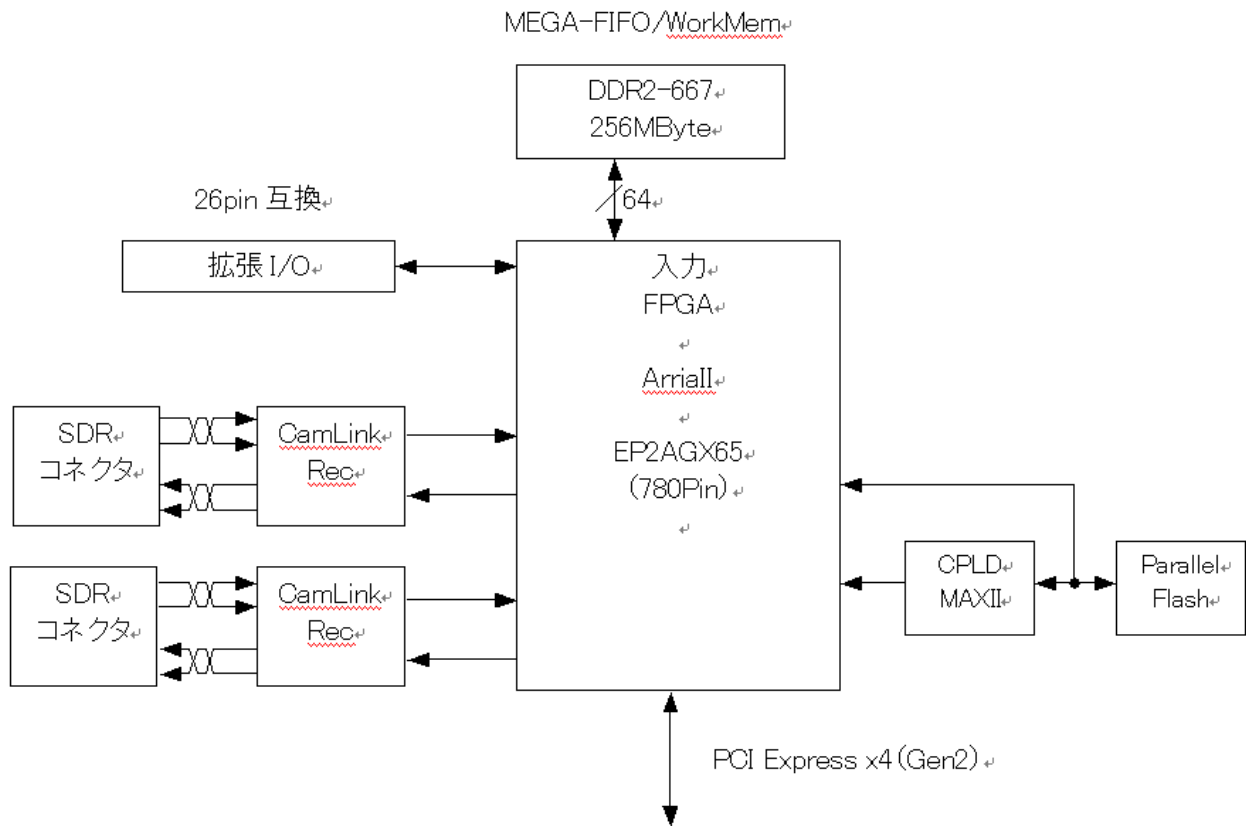 MEGA-FIFO/WorkMem↵
DDR2-667↵
256MByte↵
64↵
26pin 互換↵
拡張 I/O↵
入力↵
FPGA↵
↵
ArriaII↵
↵
EP2AGX65↵
(780Pin)↵
↵
SDR↵
コネクタ↵
CamLink↵
Rec↵
SDR↵
コネクタ↵
CamLink↵
Rec↵
CPLD↵
MAXII↵
Parallel↵
Flash↵
PCI Express x4(Gen2)↵